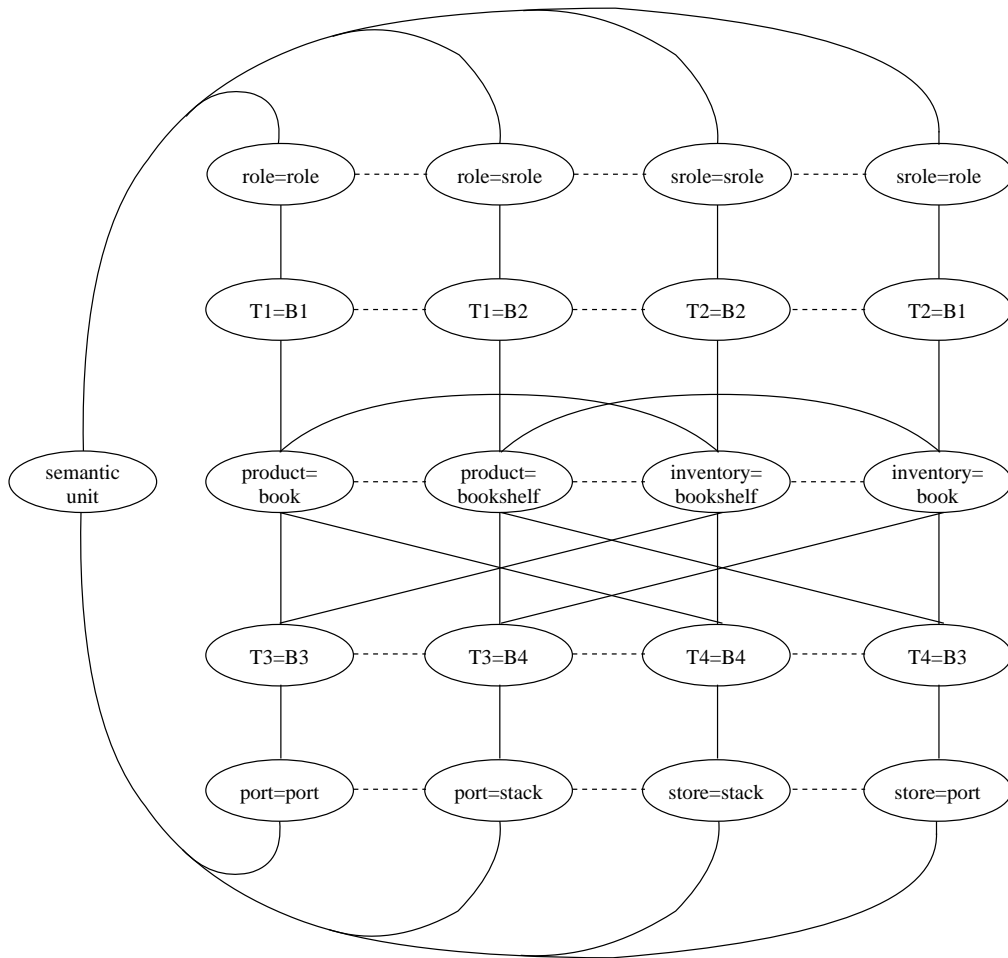 role=role
role=srole
srole=srole
srole=role
T1=B1
T1=B2
T2=B2
T2=B1
semantic
unit
product=
book
product=
bookshelf
inventory=
bookshelf
inventory=
book
T3=B3
T3=B4
T4=B4
T4=B3
port=port
port=stack
store=stack
store=port